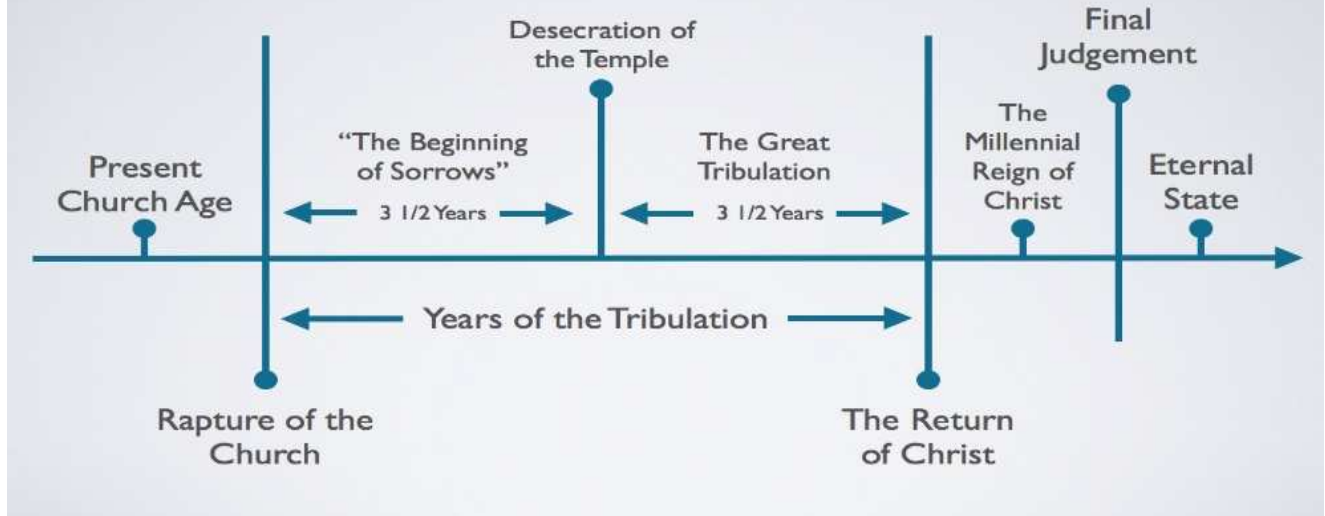 Present
Church Age
Rapture of the
Church
"The Beginning
of Sorrows"
3 1/2 Years
Desecration of
the Temple
The Great
Tribulation
3 1/2 Years
Years of the Tribulation
The Return
of Christ
The
Millennial
Reign of
Christ
Final
Judgement
Eternal
State